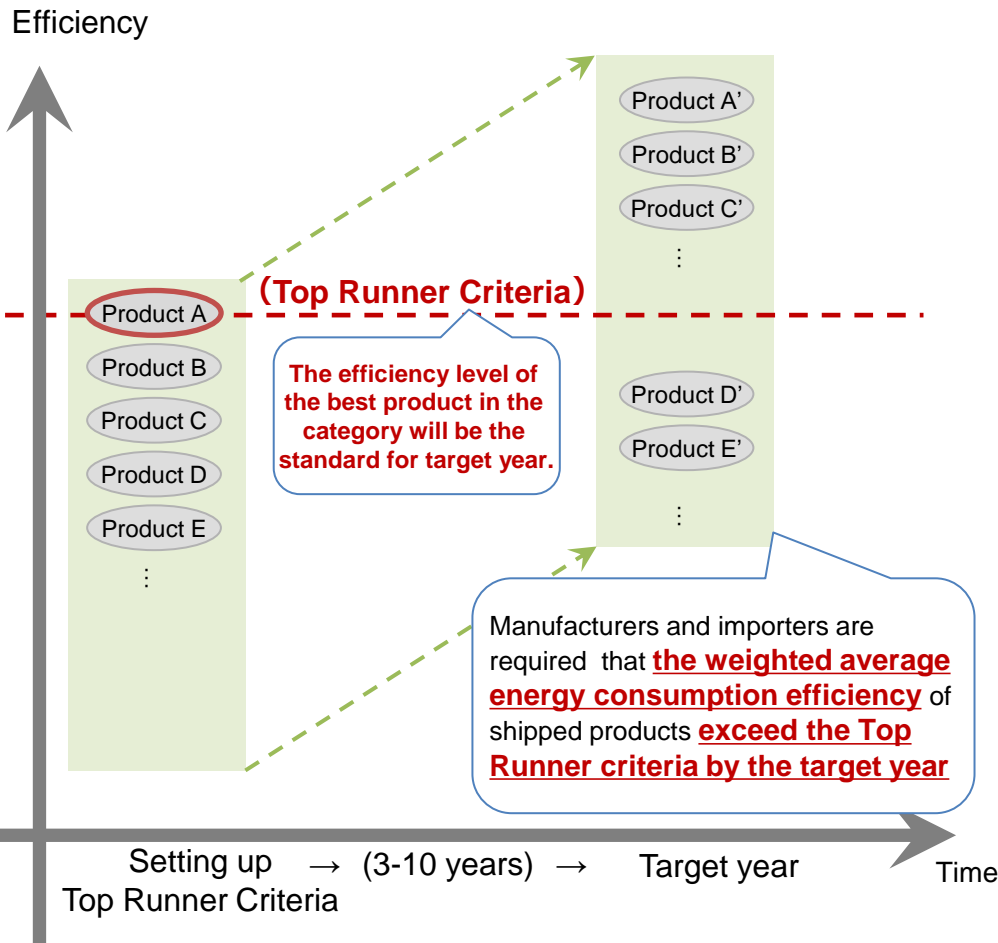 Efficiency
Product A’
Product B’
Product C’
⋮
（Top Runner Criteria）
Product A
Product B
Product C
Product D
Product E
⋮
The efficiency level of
the best product in the
category will be the
standard for target year.
Product D’
Product E’
⋮
Manufacturers and importers are
required that the weighted average
energy consumption efficiency of
shipped products exceed the Top
Runner criteria by the target year
Setting up → (3-10 years) → Target year
Top Runner Criteria
Time